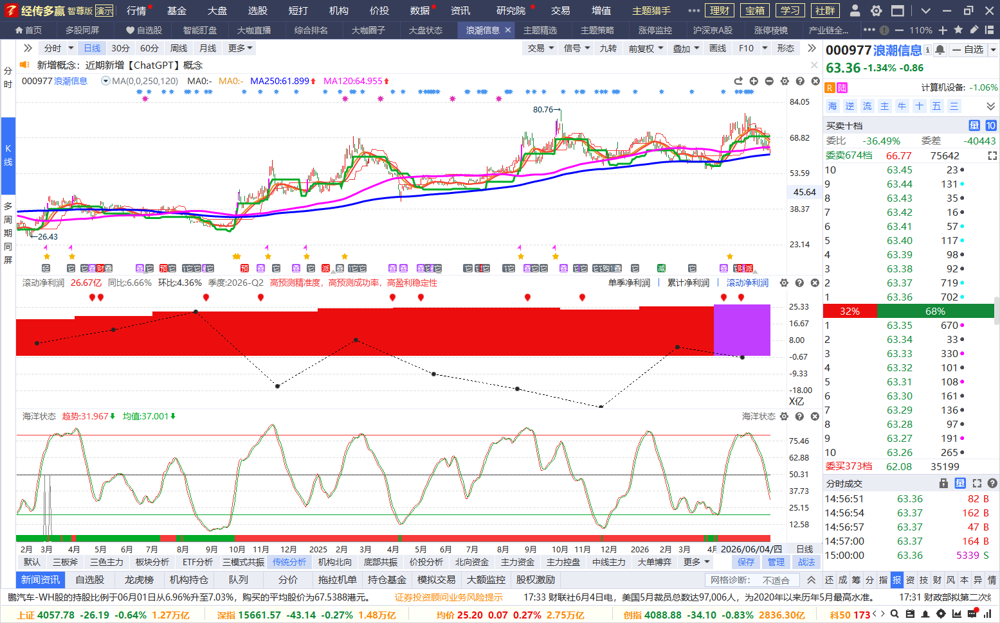 经传多赢 智尊版 演示 行情 基金 大盘 选股 短打 机构 价投 数据 资讯 研究院 交易 增值 主题猎手 理财 宝箱 学习 社群
首页 多股同屏 自选股 智能盯盘 大咖直播 综合排名 大咖圈子 大盘状态 浪潮信息 主题精选 主题策略 涨停监控 沪深京A股 涨停棱镜 产业链全... 110%
分时 日线 30分 60分 周线 月线 更多 交易 信号 九转 前复权 叠加 画线 F10 形态
分时
K线
多周期同屏
新增概念：近期新增【ChatGPT】概念
000977 浪潮信息 MA(0,0,250,120) MA0:- MA0:- MA250:61.899 MA120:64.955
84.05
80.76
68.82
53.59
45.64
38.37
26.43
23.14
滚动净利润 26.67亿 同比:6.66% 环比:4.36% 季度:2026-Q2 高预测精准度，高预测成功率，高盈利稳定性 单季净利润 累计净利润 滚动净利润
25.33
16.67
8.00
-0.67
-9.33
-18.00
X亿
海洋状态 趋势:31.967 均值:37.001 海洋状态
75.46
62.88
50.31
37.73
25.15
12.58
2月 3月 4月 5月 6月 7月 8月 9月 10月 11月 12月 2025 2月 3月 4月 5月 6月 7月 8月 9月 10月 11月 12月 2026 2月 3月 4月 2026/06/04/四 日线
默认 三板斧 三色主力 板块分析 ETF分析 三模式共振 传统分析 机构北向 底部共振 价投分析 北向资金 主力资金 主力控盘 中线主力 大单博弈 更多 保存 管理 战法
新闻资讯 自选股 龙虎榜 机构持仓 队列 分价 拖拉机单 持仓基金 模拟交易 大额监控 股权激励 网格诊断： 不适合
000977 浪潮信息 自选
63.36 -1.34% -0.86
R 陆 计算机设备: -1.06%
海 逆 流 主 牛 十 五 三
买卖十档 量 10
委比 -36.49% 委差 -40443
委卖674档 66.77 75642
10 63.45 23
9 63.44 131
8 63.43 35
7 63.42 16
6 63.41 57
5 63.40 117
4 63.39 98
3 63.38 92
2 63.37 719
1 63.36 702
32% 68%
1 63.35 670
2 63.34 33
3 63.33 330
4 63.32 101
5 63.31 108
6 63.30 161
7 63.29 136
8 63.28 97
9 63.27 191
10 63.26 265
委买373档 62.08 35199
分时成交 量
14:56:51 63.36 82 B
14:56:54 63.37 162 B
14:56:57 63.37 47 B
14:57:00 63.37 164 B
15:00:00 63.36 5339 S
还 成 筹 分 指 报 资 技 财 风 本 异 情
鹏汽车-WH股的持股比例于06月01日从6.96%升至7.03%，购买的平均股价为67.5388港元。 证券投资顾问业务风险提示 17:33 财联社6月4日电，美国5月裁员总数达97,006人，为2020年以来历年5月最高水准。 17:31 财政部拟第二次续
上证 4057.78 -26.19 -0.64% 1.27万亿 深指 15661.57 -43.14 -0.27% 1.48万亿 均价 25.20 0.07 0.27% 2.75万亿 创指 4088.88 -34.10 -0.83% 2836.30亿 科50 173